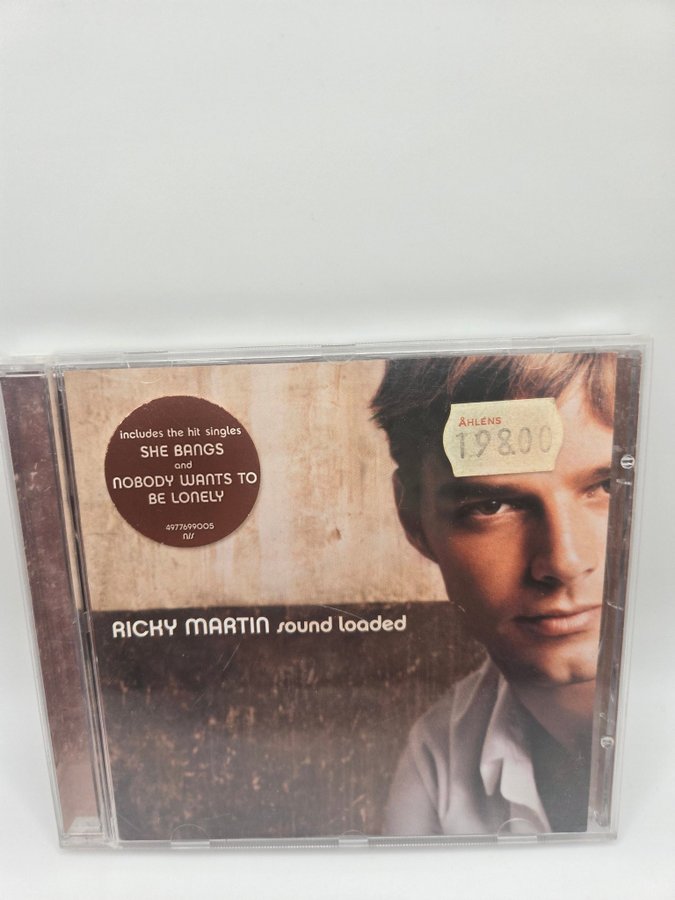 includes the hit singles
SHE BANGS
and
NOBODY WANTS TO
BE LONELY
4977699005
n/s
ÅHLÉNS
198.00
RICKY MARTIN sound loaded